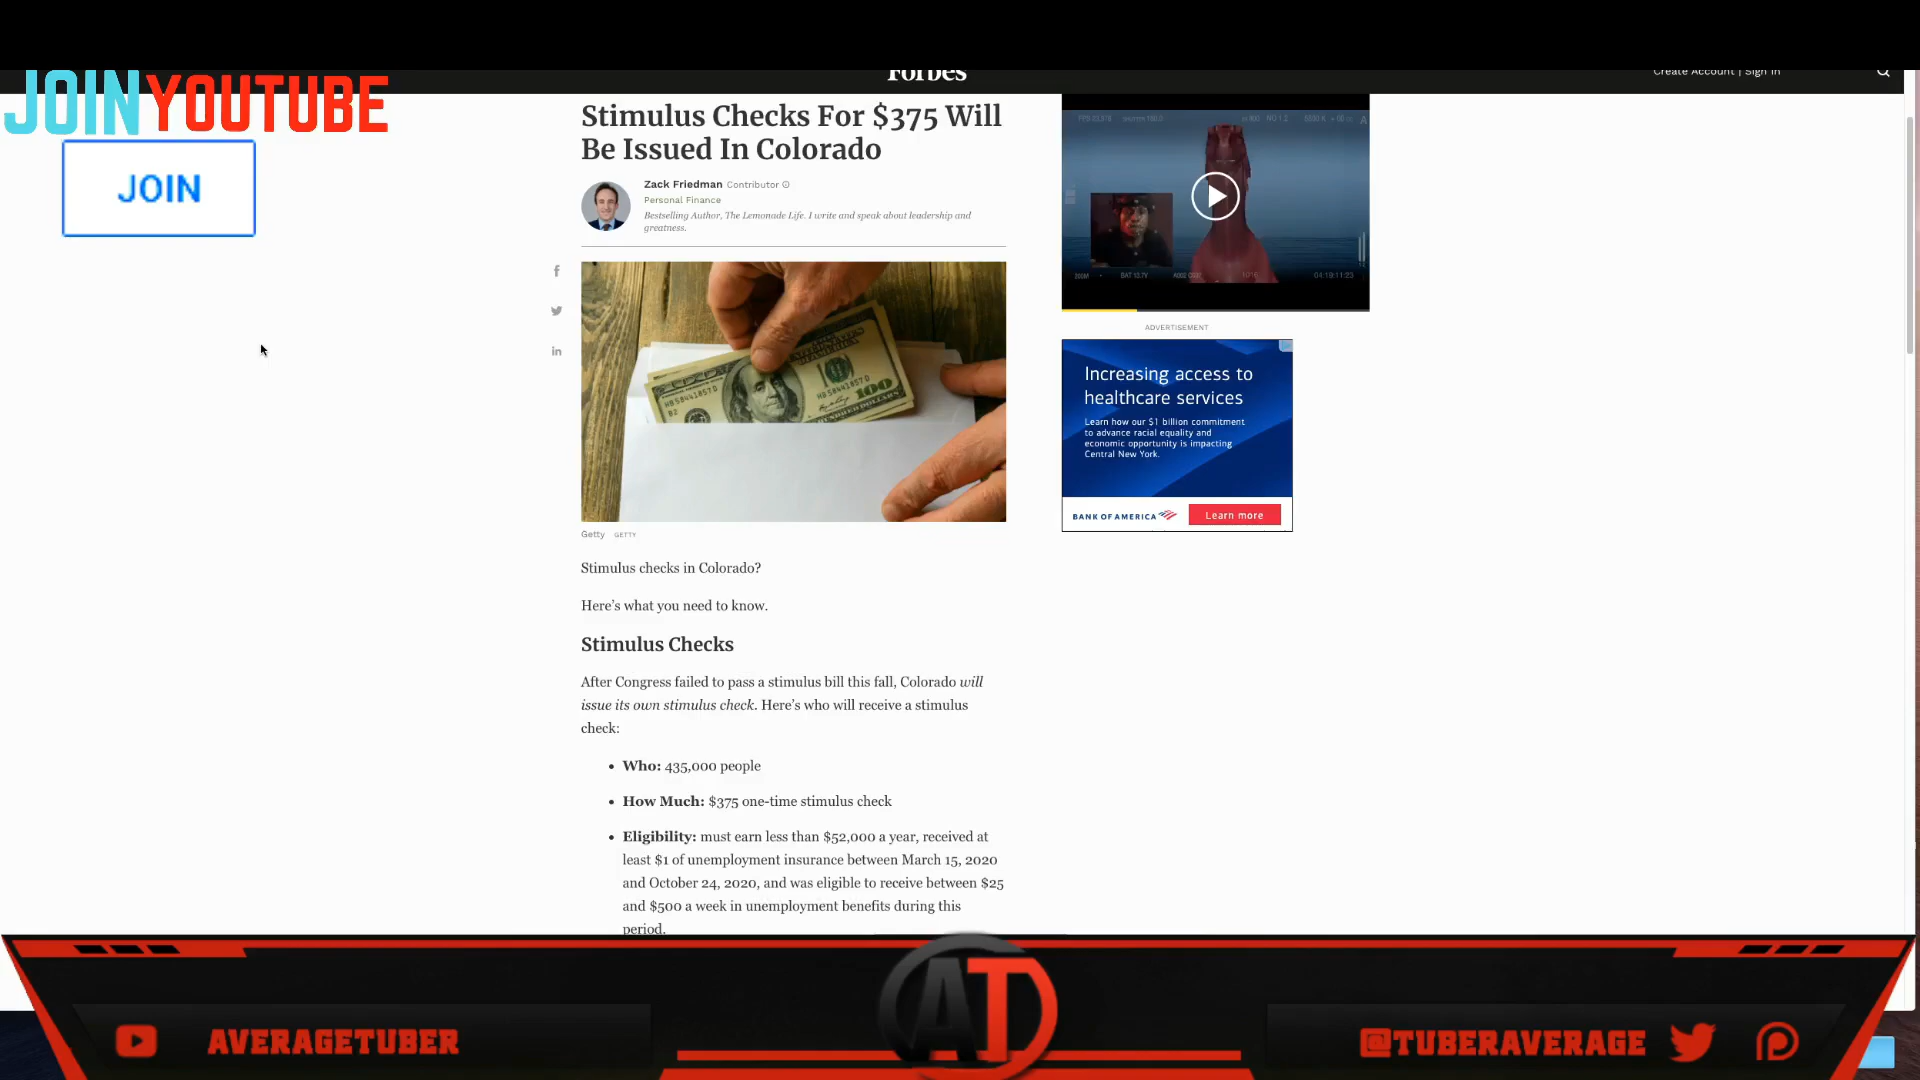 Forbes
Create Account | Sign In
JOIN YOUTUBE
JOIN
Stimulus Checks For $375 Will
Be Issued In Colorado
Zack Friedman Contributor
Personal Finance
Bestselling Author, The Lemonade Life. I write and speak about leadership and
greatness.
Getty GETTY
Stimulus checks in Colorado?
Here's what you need to know.
Stimulus Checks
After Congress failed to pass a stimulus bill this fall, Colorado will
issue its own stimulus check. Here's who will receive a stimulus
check:
• Who: 435,000 people
• How Much: $375 one-time stimulus check
• Eligibility: must earn less than $52,000 a year, received at
least $1 of unemployment insurance between March 15, 2020
and October 24, 2020, and was eligible to receive between $25
and $500 a week in unemployment benefits during this
period.
ADVERTISEMENT
Increasing access to
healthcare services
Learn how our $1 billion commitment
to advance racial equality and
economic opportunity is impacting
Central New York.
BANK OF AMERICA
Learn more
AT
AVERAGETUBER
@TUBERAVERAGE